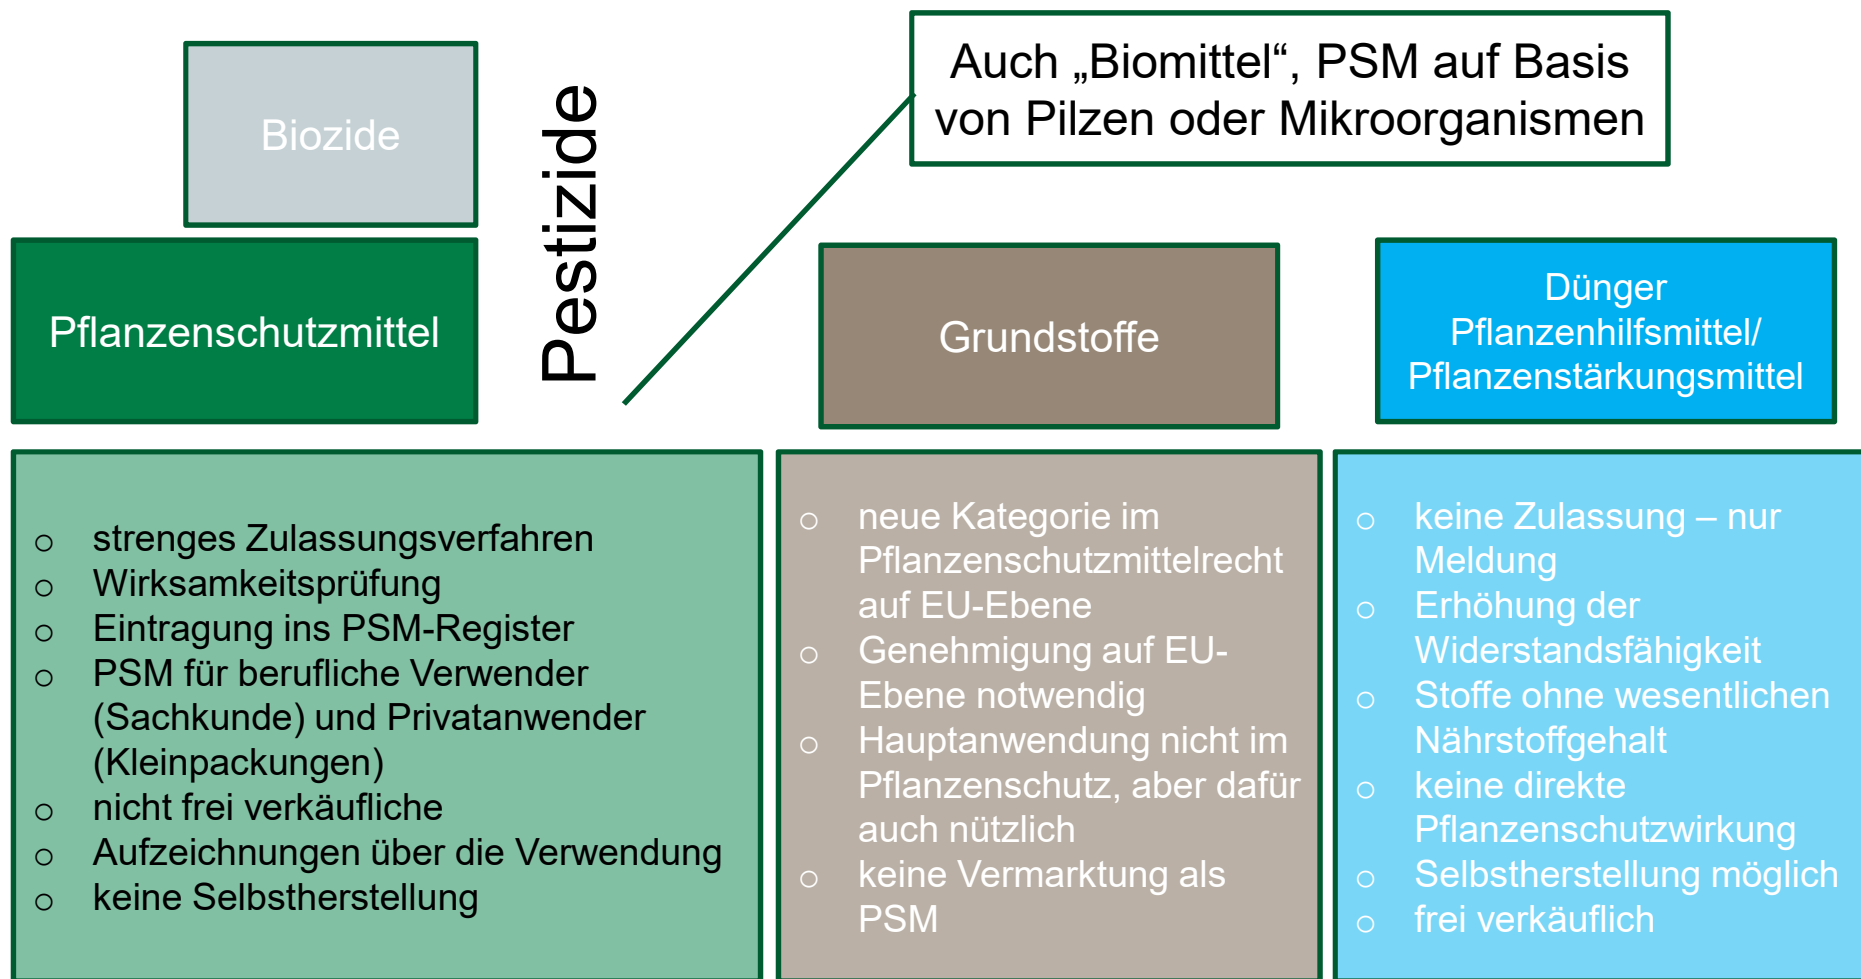 Biozide
Pestizide
Auch „Biomittel“, PSM auf Basis
von Pilzen oder Mikroorganismen
Pflanzenschutzmittel
Grundstoffe
Dünger
Pflanzenhilfsmittel/
Pflanzenstärkungsmittel
o strenges Zulassungsverfahren
o Wirksamkeitsprüfung
o Eintragung ins PSM-Register
o PSM für berufliche Verwender
(Sachkunde) und Privatanwender
(Kleinpackungen)
o nicht frei verkäufliche
o Aufzeichnungen über die Verwendung
o keine Selbstherstellung
o neue Kategorie im
Pflanzenschutzmittelrecht
auf EU-Ebene
o Genehmigung auf EU-
Ebene notwendig
o Hauptanwendung nicht im
Pflanzenschutz, aber dafür
auch nützlich
o keine Vermarktung als
PSM
o keine Zulassung – nur
Meldung
o Erhöhung der
Widerstandsfähigkeit
o Stoffe ohne wesentlichen
Nährstoffgehalt
o keine direkte
Pflanzenschutzwirkung
o Selbstherstellung möglich
o frei verkäuflich